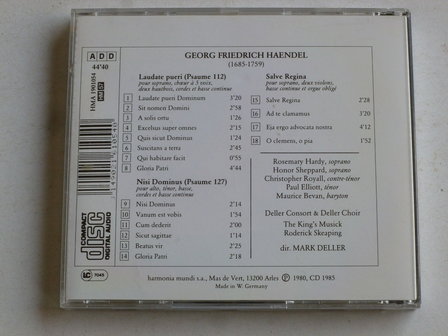 GEORG FRIEDRICH HAENDEL
(1685-1759)
ADD
44'40
HMA 1901054
Laudate pueri (Psaume 112)
pour soprano, chœur à 5 voix,
deux hautbois, cordes et basse continue
1 Laudate pueri Dominum 3'20
2 Sit nomen Domini 2'58
3 A solis ortu 1'26
4 Excelsius super omnes 2'15
5 Quis sicut Dominus 1'24
6 Suscitans a terra 2'45
7 Qui habitare facit 0'55
8 Gloria Patri 4'44
Nisi Dominus (Psaume 127)
pour alto, ténor, basse,
cordes et basse continue
9 Nisi Dominus 2'14
10 Vanum est vobis 1'54
11 Cum dederit 2'00
12 Sicut sagittae 1'14
13 Beatus vir 2'25
14 Gloria Patri 2'18
Salve Regina
pour soprano, deux violons,
basse continue et orgue obligé
15 Salve Regina 2'28
16 Ad te clamamus 3'20
17 Eja ergo advocata nostra 4'12
18 O clemens, o pia 1'52
Rosemary Hardy, soprano
Honor Sheppard, soprano
Christopher Royall, contre-ténor
Paul Elliott, ténor
Maurice Bevan, baryton
Deller Consort & Deller Choir
The King's Musick
Roderick Skeaping
dir. MARK DELLER
COMPACT
disc
DIGITAL AUDIO
LC 7045
harmonia mundi s.a., Mas de Vert, 13200 Arles ℗ 1980, CD 1985
Made in W. Germany